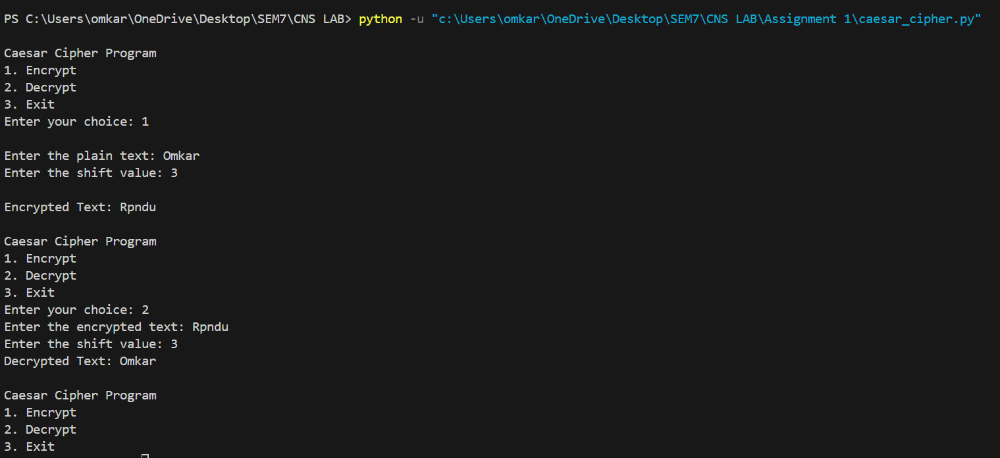 PS C:\Users\omkar\OneDrive\Desktop\SEM7\CNS LAB> python -u "c:\Users\omkar\OneDrive\Desktop\SEM7\CNS LAB\Assignment 1\caesar_cipher.py"
Caesar Cipher Program
1. Encrypt
2. Decrypt
3. Exit
Enter your choice: 1
Enter the plain text: Omkar
Enter the shift value: 3
Encrypted Text: Rpndu
Caesar Cipher Program
1. Encrypt
2. Decrypt
3. Exit
Enter your choice: 2
Enter the encrypted text: Rpndu
Enter the shift value: 3
Decrypted Text: Omkar
Caesar Cipher Program
1. Encrypt
2. Decrypt
3. Exit